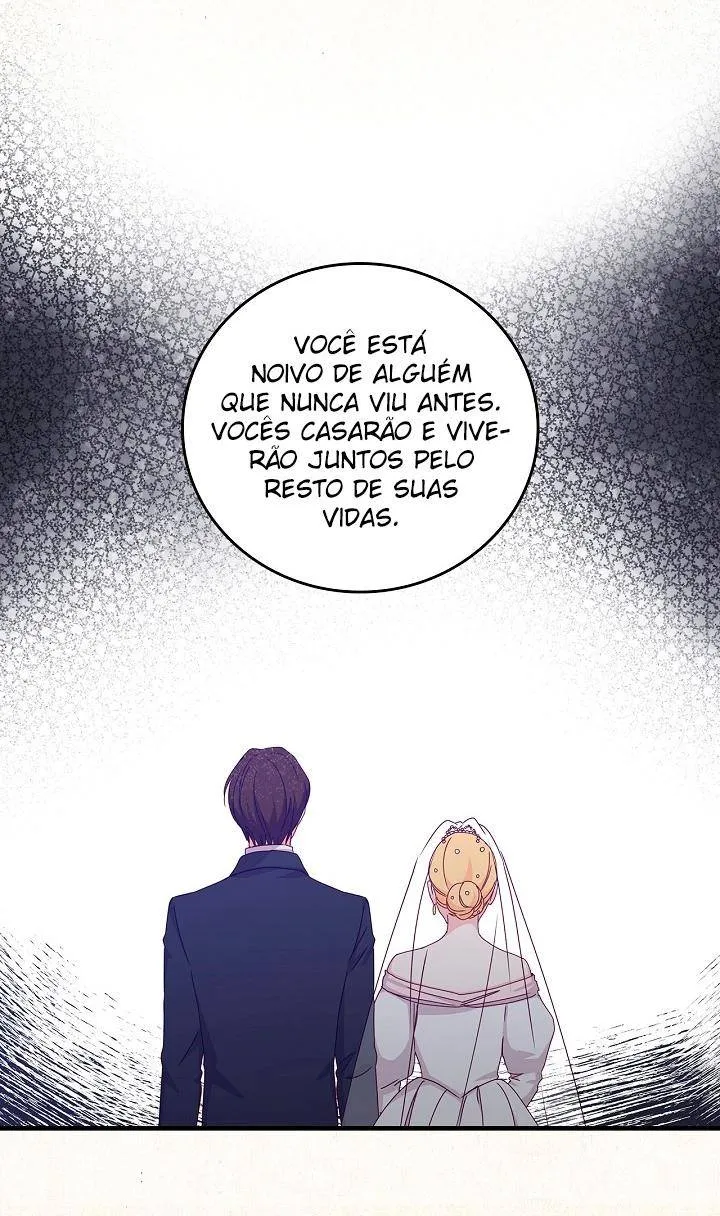 VOCÊ ESTÁ
NOIVO DE ALGUÉM
QUE NUNCA VIU ANTES.
VOCÊS CASARÃO E VIVE-
RÃO JUNTOS PELO
RESTO DE SUAS
VIDAS.